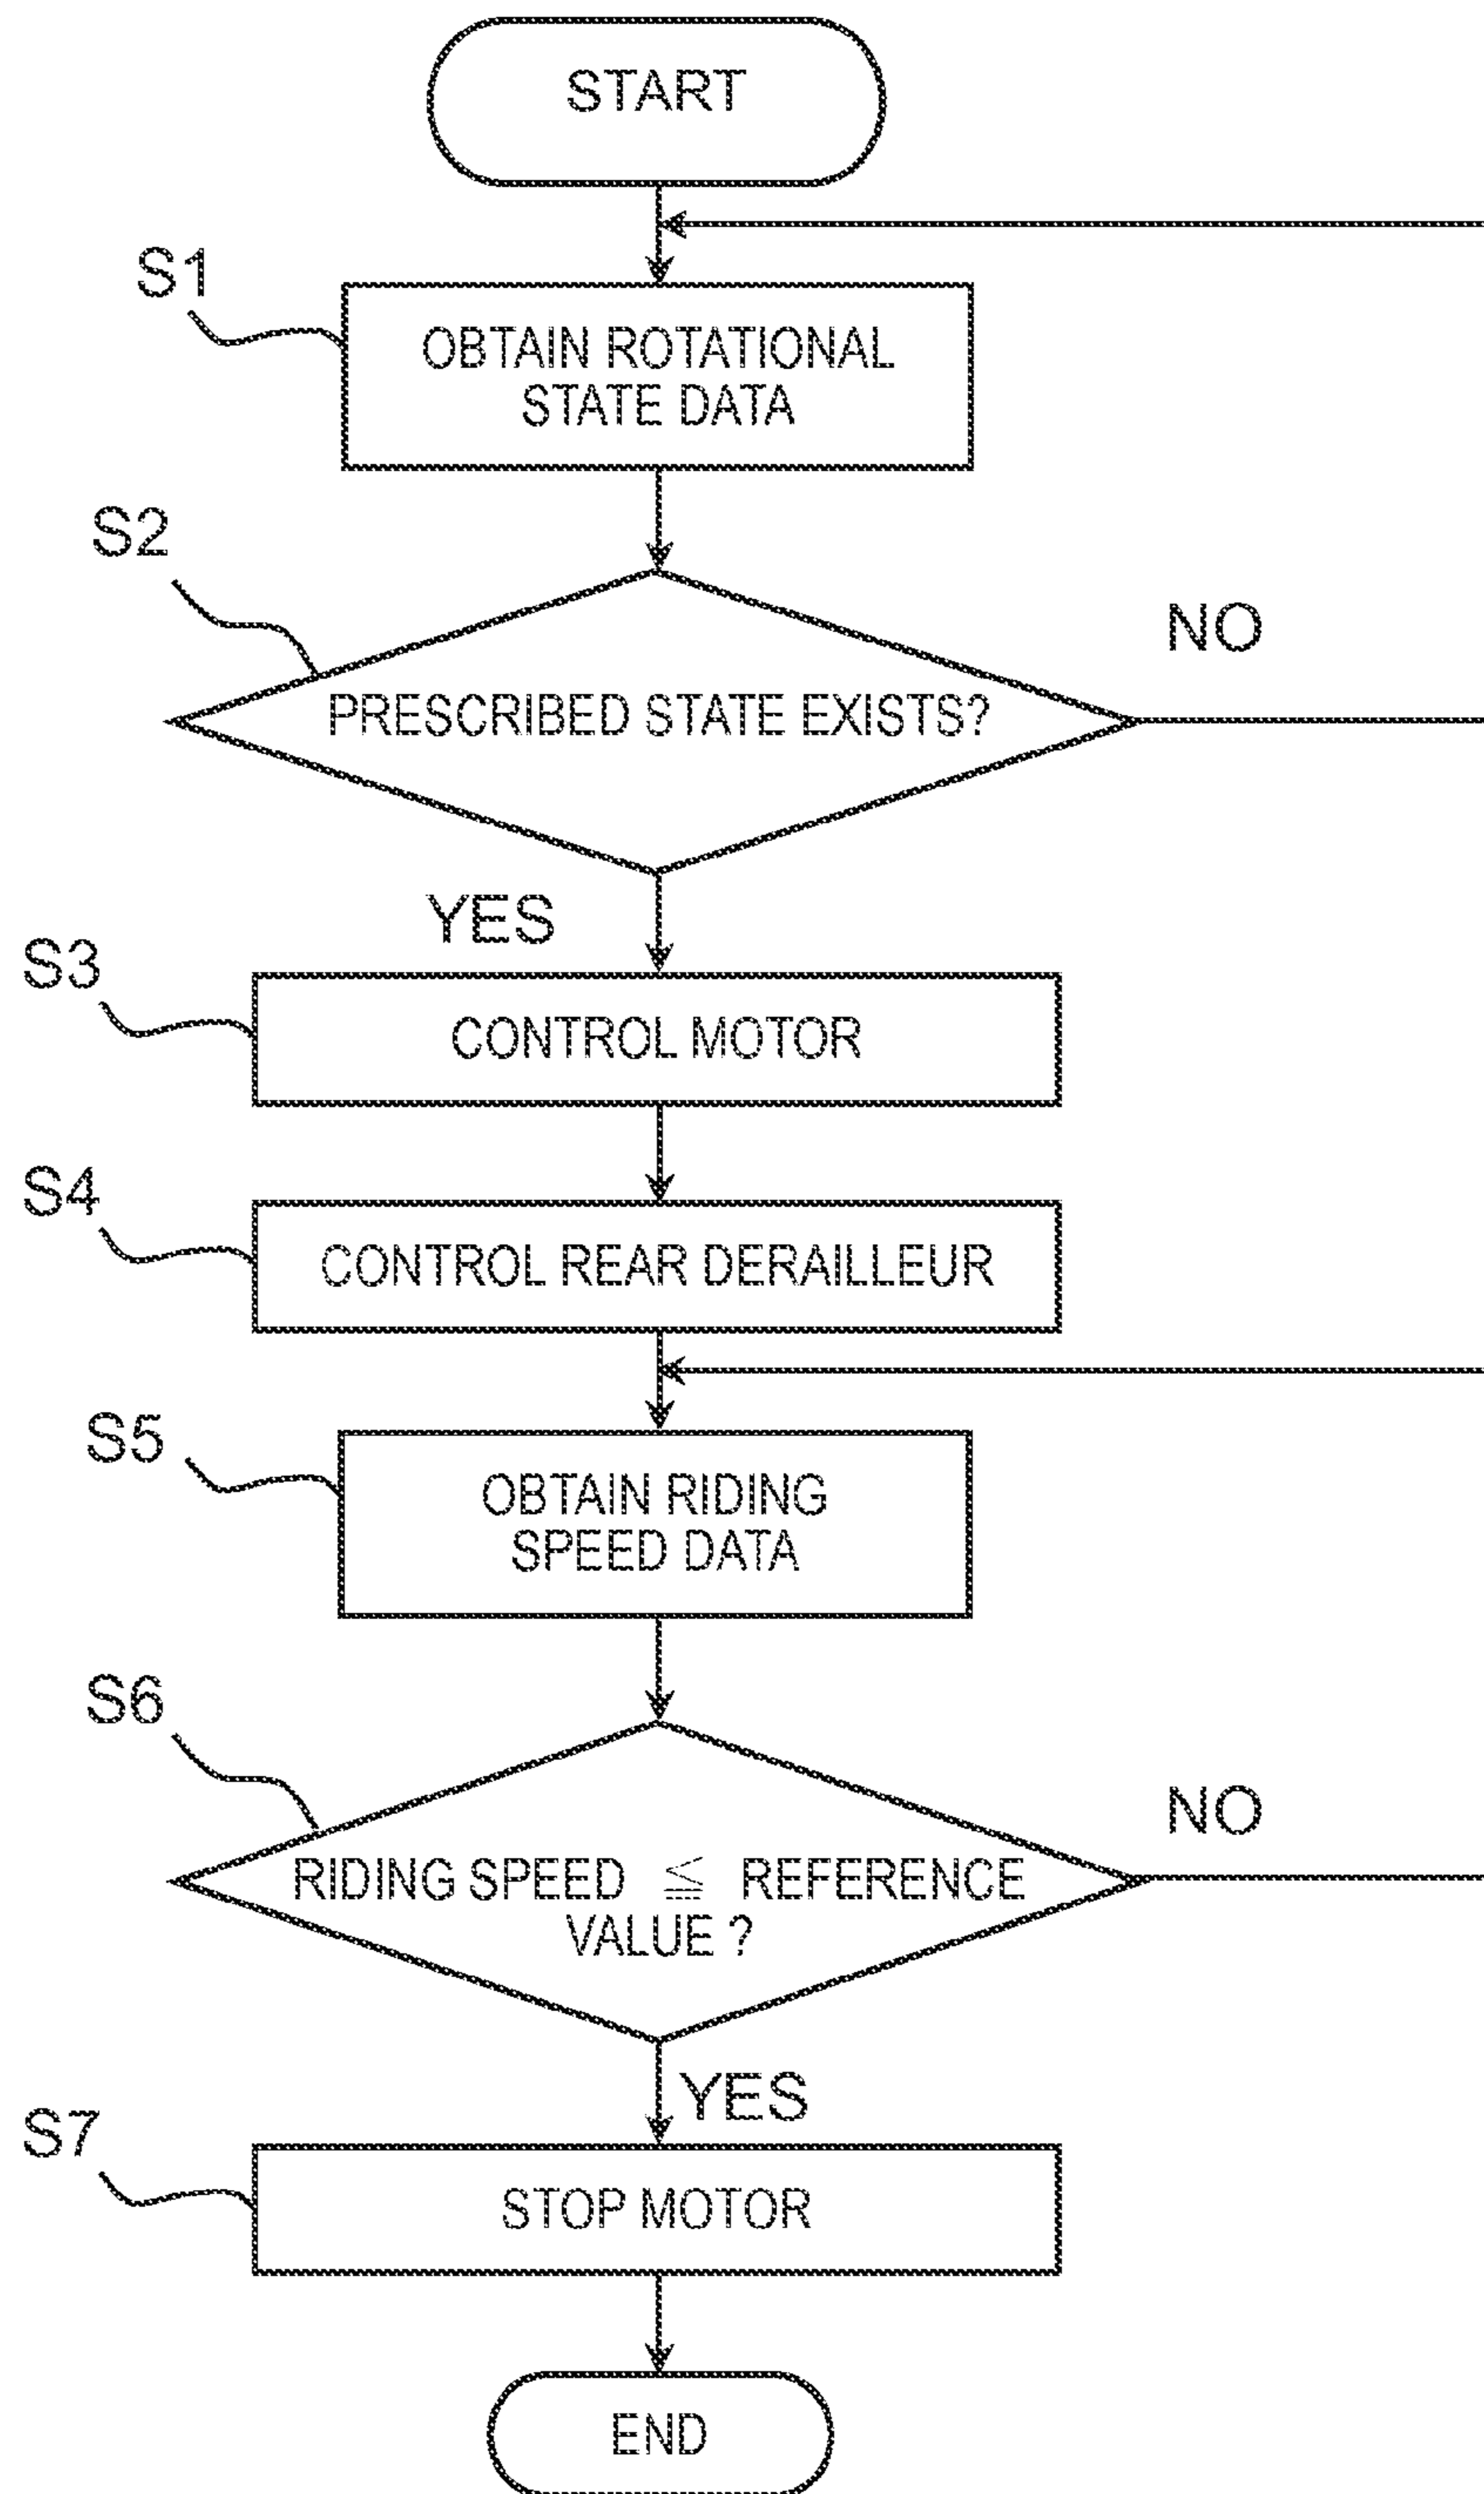 START
S1
OBTAIN ROTATIONAL
STATE DATA
S2
PRESCRIBED STATE EXISTS?
NO
YES
S3
CONTROL MOTOR
S4
CONTROL REAR DERAILLEUR
S5
OBTAIN RIDING
SPEED DATA
S6
RIDING SPEED ≦ REFERENCE
VALUE ?
NO
YES
S7
STOP MOTOR
END